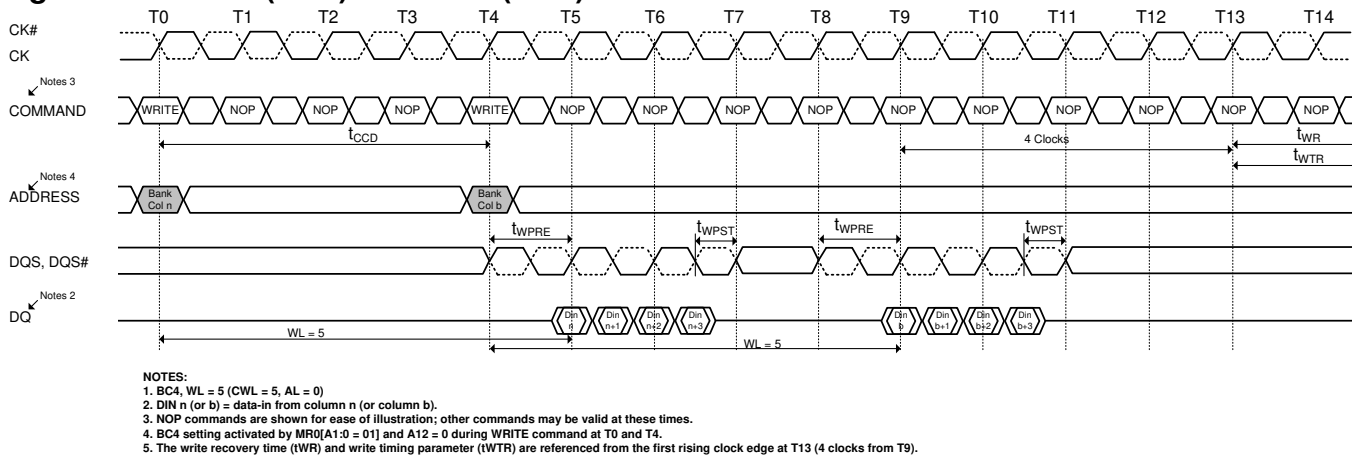 T0 T1 T2 T3 T4 T5 T6 T7 T8 T9 T10 T11 T12 T13 T14
CK#
CK
Notes 3
COMMAND WRITE NOP NOP NOP WRITE NOP NOP NOP NOP NOP NOP NOP NOP NOP NOP
tCCD 4 Clocks tWR
tWTR
Notes 4
ADDRESS
Bank Col n
Bank Col b
tWPRE tWPST tWPRE tWPST
DQS, DQS#
Notes 2
DQ
Din n
Din n+1
Din n+2
Din n+3
Din b
Din b+1
Din b+2
Din b+3
WL = 5
WL = 5
NOTES:
1. BC4, WL = 5 (CWL = 5, AL = 0)
2. DIN n (or b) = data-in from column n (or column b).
3. NOP commands are shown for ease of illustration; other commands may be valid at these times.
4. BC4 setting activated by MR0[A1:0 = 01] and A12 = 0 during WRITE command at T0 and T4.
5. The write recovery time (tWR) and write timing parameter (tWTR) are referenced from the first rising clock edge at T13 (4 clocks from T9).